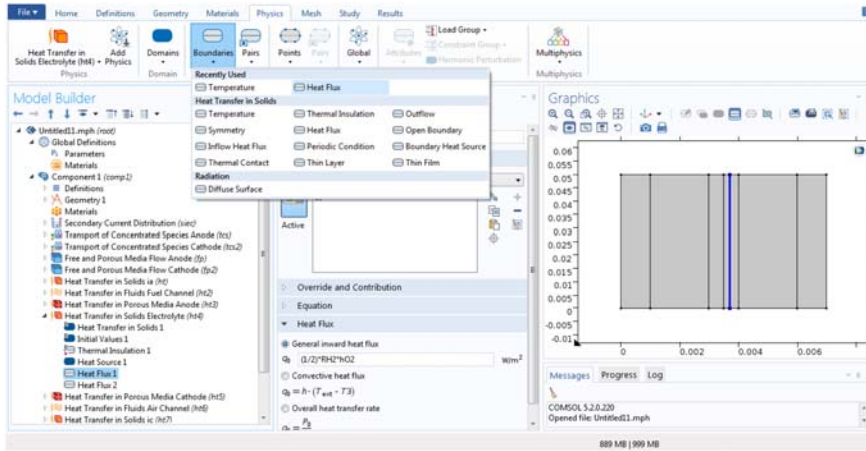 File Home Definitions Geometry Materials Physics Mesh Study Results
Heat Transfer in Solids Electrolyte (ht4)
Add Physics
Domains
Boundaries
Pairs
Points
Pairs
Global
Attributes
Load Group
Constraint Group
Harmonic Perturbation
Multiphysics
Physics Domain Multiphysics
Recently Used
Temperature Heat Flux
Heat Transfer in Solids
Temperature Thermal Insulation Outflow
Symmetry Heat Flux Open Boundary
Inflow Heat Flux Periodic Condition Boundary Heat Source
Thermal Contact Thin Layer Thin Film
Radiation
Diffuse Surface
Model Builder
Untitled11.mph (root)
Global Definitions
Pi Parameters
Materials
Component 1 (comp1)
Definitions
Geometry 1
Materials
Secondary Current Distribution (siec)
Transport of Concentrated Species Anode (tcs)
Transport of Concentrated Species Cathode (tcs2)
Free and Porous Media Flow Anode (fp)
Free and Porous Media Flow Cathode (fp2)
Heat Transfer in Solids ia (ht)
Heat Transfer in Fluids Fuel Channel (ht2)
Heat Transfer in Porous Media Anode (ht3)
Heat Transfer in Solids Electrolyte (ht4)
Heat Transfer in Solids 1
Initial Values 1
Thermal Insulation 1
Heat Source 1
Heat Flux 1
Heat Flux 2
Heat Transfer in Porous Media Cathode (ht5)
Heat Transfer in Fluids Air Channel (ht6)
Heat Transfer in Solids ic (ht7)
Active
Override and Contribution
Equation
Heat Flux
General inward heat flux
q0 (1/2)*RH2*hO2 W/m²
Convective heat flux
q0 = h·(Text - T3)
Overall heat transfer rate
Graphics
0.06
0.055
0.05
0.045
0.04
0.035
0.03
0.025
0.02
0.015
0.01
0.005
0
-0.005
-0.01
0 0.002 0.004 0.006
Messages Progress Log
COMSOL 5.2.0.220
Opened file: Untitled11.mph
889 MB | 999 MB